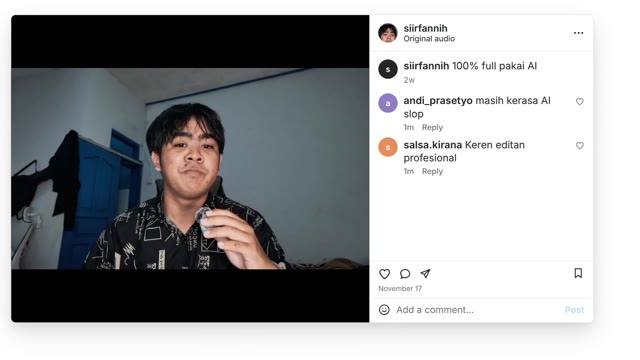 siirfannih
Original audio
siirfannih 100% full pakai AI
2w
andi_prasetyo masih kerasa AI
slop
1m Reply
salsa.kirana Keren editan
profesional
1m Reply
November 17
Add a comment...
Post